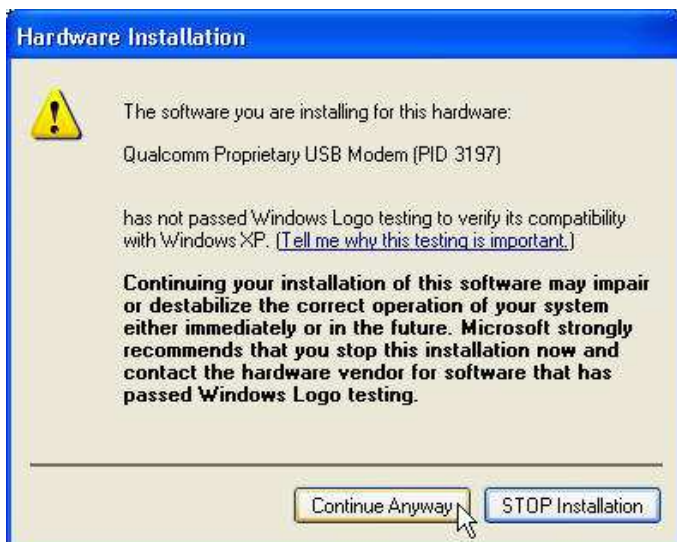 Hardware Installation
The software you are installing for this hardware:
Qualcomm Proprietary USB Modem (PID 3197)
has not passed Windows Logo testing to verify its compatibility
with Windows XP. (Tell me why this testing is important.)
Continuing your installation of this software may impair
or destabilize the correct operation of your system
either immediately or in the future. Microsoft strongly
recommends that you stop this installation now and
contact the hardware vendor for software that has
passed Windows Logo testing.
Continue Anyway
STOP Installation